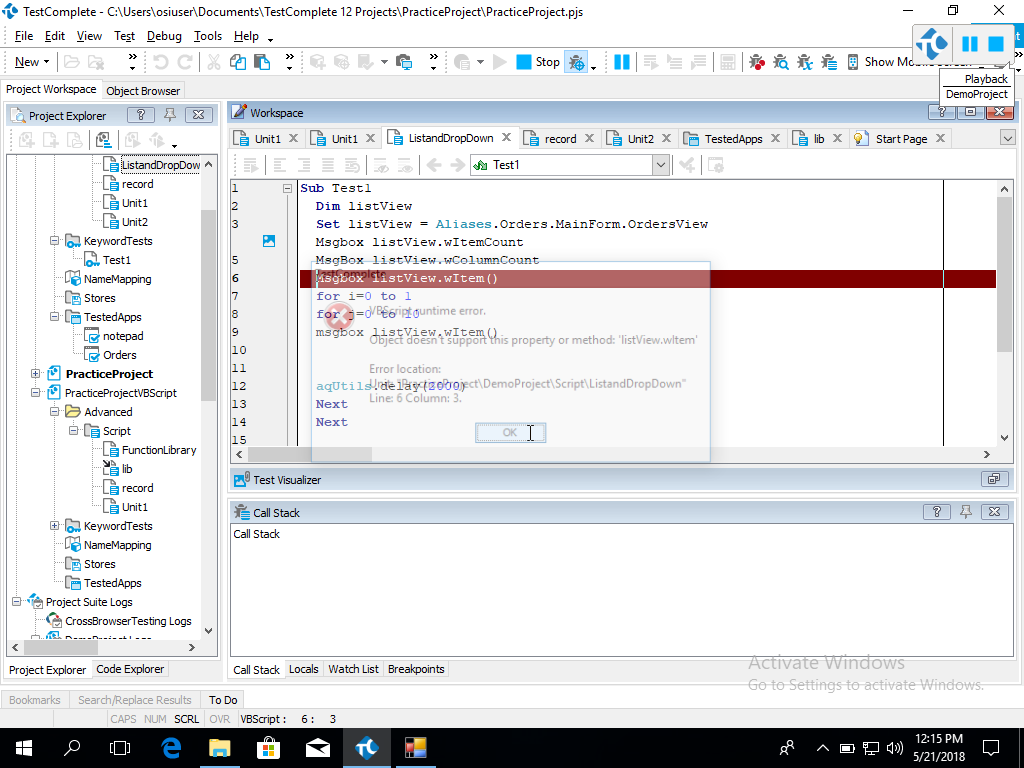 TestComplete - C:\Users\osiuser\Documents\TestComplete 12 Projects\PracticeProject\PracticeProject.pjs
File Edit View Test Debug Tools Help
New
Stop
Show Mo
Playback
DemoProject
Project Workspace Object Browser
Project Explorer
ListandDropDow
record
Unit1
Unit2
KeywordTests
Test1
NameMapping
Stores
TestedApps
notepad
Orders
PracticeProject
PracticeProjectVBScript
Advanced
Script
FunctionLibrary
lib
record
Unit1
KeywordTests
NameMapping
Stores
TestedApps
Project Suite Logs
CrossBrowserTesting Logs
DemoProject Logs
Project Explorer Code Explorer
Workspace
Unit1 Unit1 ListandDropDown record Unit2 TestedApps lib Start Page
Test1
1 Sub Test1
2 Dim listView
3 Set listView = Aliases.Orders.MainForm.OrdersView
Msgbox listView.wItemCount
5 MsgBox listView.wColumnCount
6 Msgbox listView.wItem()
7 for i=0 to 1
8 for j=0 to 10
9 msgbox listView.wItem()
10
11
12 aqUtils.delay(2000)
13 Next
14 Next
15
TestComplete
VBScript runtime error.
Object doesn't support this property or method: 'listView.wItem'
Error location:
Unit: "PracticeProject\DemoProject\Script\ListandDropDown"
Line: 6 Column: 3.
OK
Test Visualizer
Call Stack
Call Stack
Call Stack Locals Watch List Breakpoints
Activate Windows
Go to Settings to activate Windows.
Bookmarks Search/Replace Results To Do
CAPS NUM SCRL OVR VBScript : 6 : 3
12:15 PM
5/21/2018